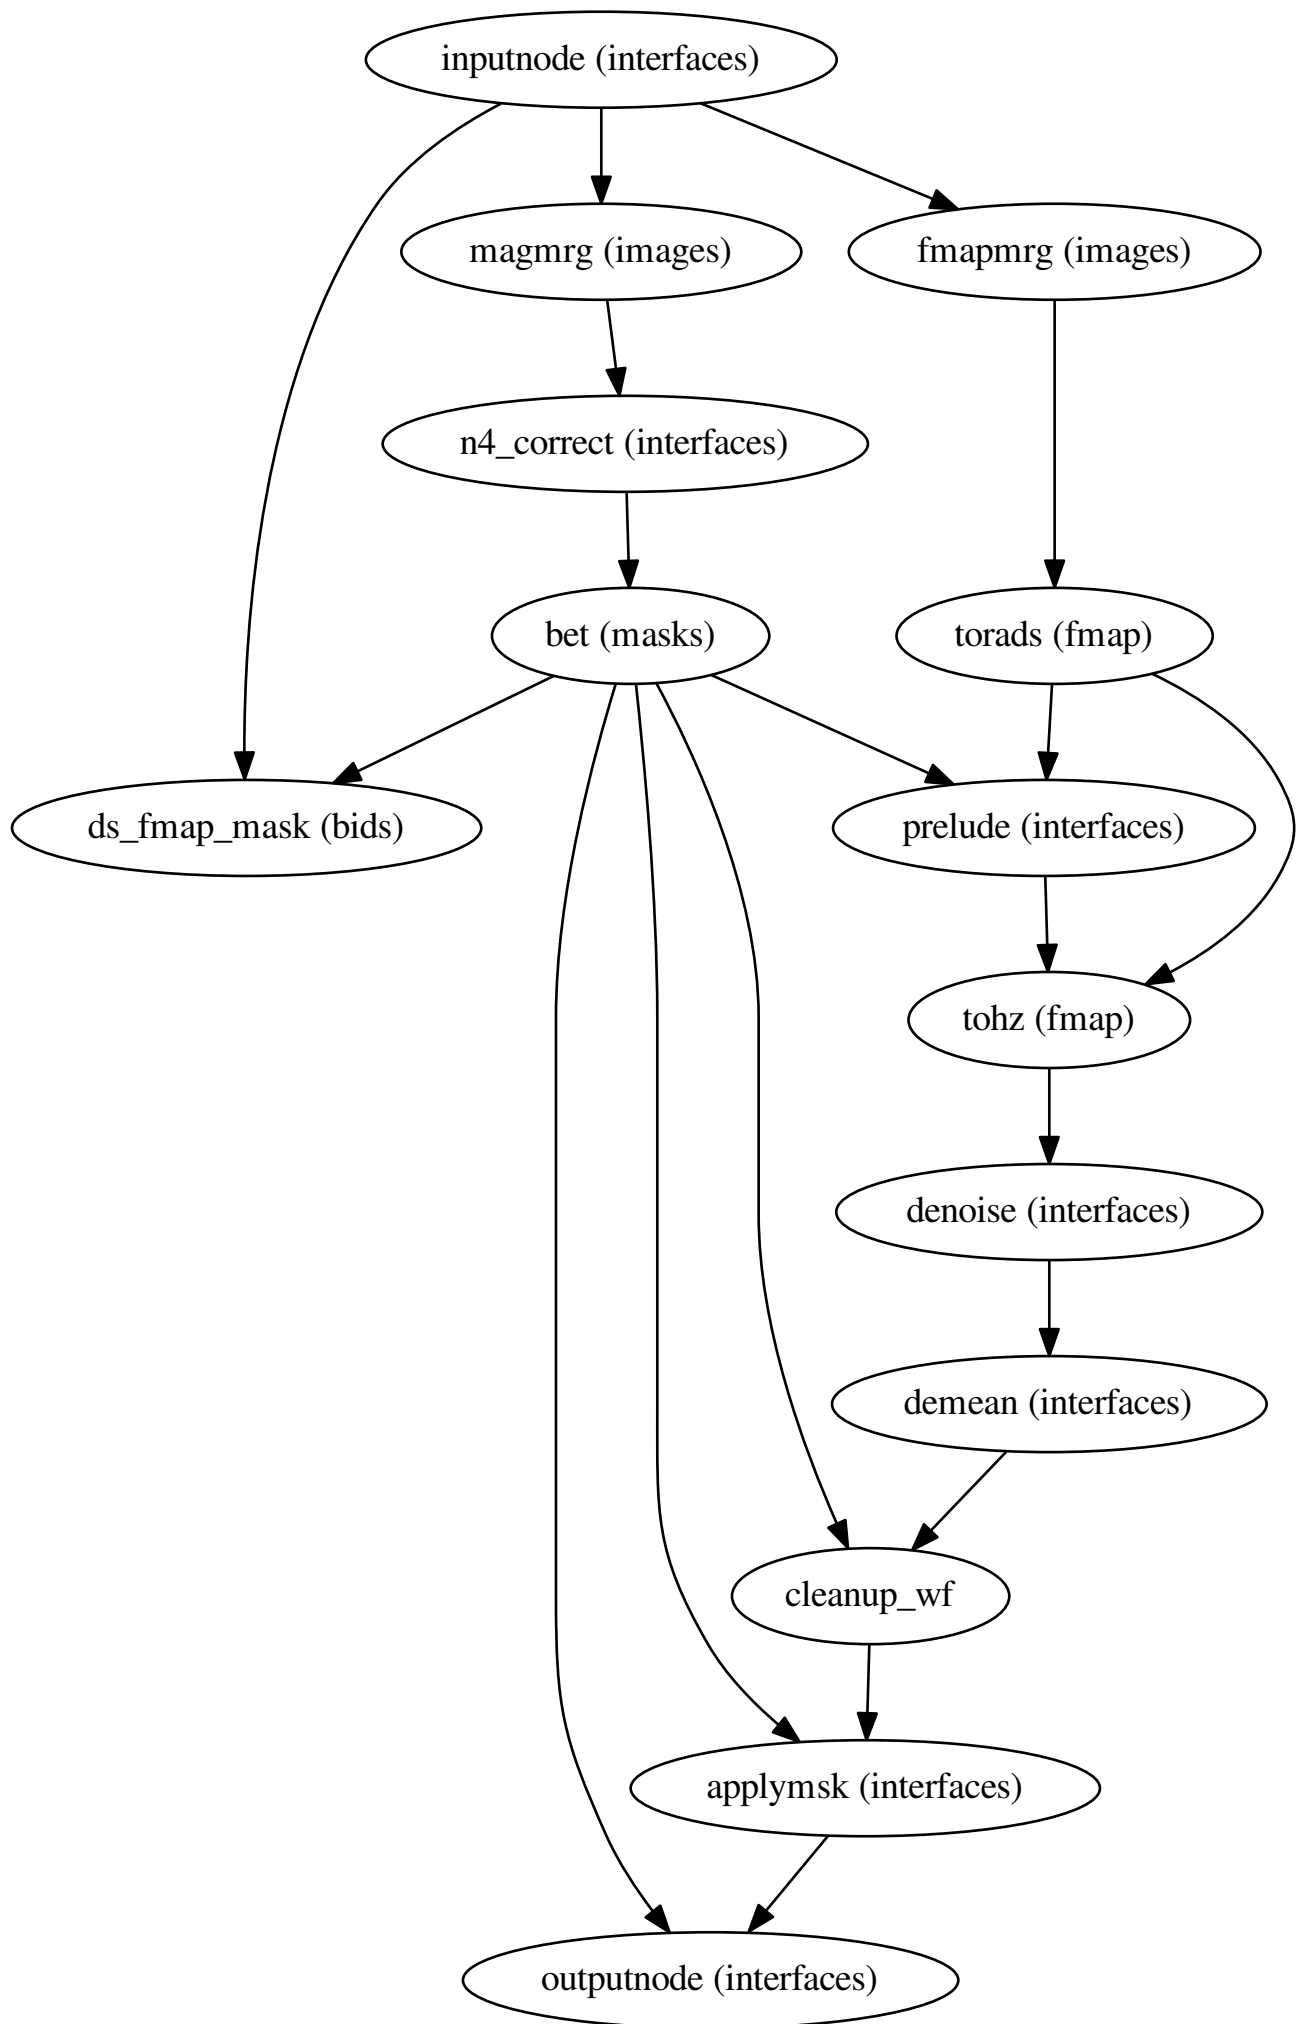 inputnode (interfaces)
magmrg (images)
fmapmrg (images)
n4_correct (interfaces)
bet (masks)
torads (fmap)
ds_fmap_mask (bids)
prelude (interfaces)
tohz (fmap)
denoise (interfaces)
demean (interfaces)
cleanup_wf
applymsk (interfaces)
outputnode (interfaces)